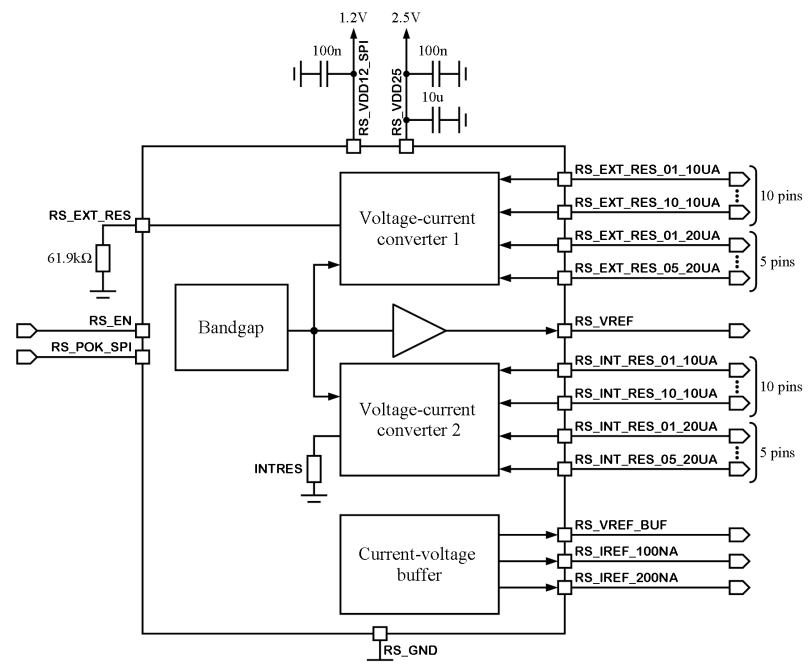 1.2V
2.5V
100n
100n
10u
RS_VDD12_SPI
RS_VDD25
RS_EXT_RES
61.9kΩ
RS_EN
RS_POK_SPI
Bandgap
Voltage-current
converter 1
RS_EXT_RES_01_10UA
RS_EXT_RES_10_10UA
10 pins
RS_EXT_RES_01_20UA
RS_EXT_RES_05_20UA
5 pins
RS_VREF
Voltage-current
converter 2
INTRES
RS_INT_RES_01_10UA
RS_INT_RES_10_10UA
10 pins
RS_INT_RES_01_20UA
RS_INT_RES_05_20UA
5 pins
Current-voltage
buffer
RS_VREF_BUF
RS_IREF_100NA
RS_IREF_200NA
RS_GND